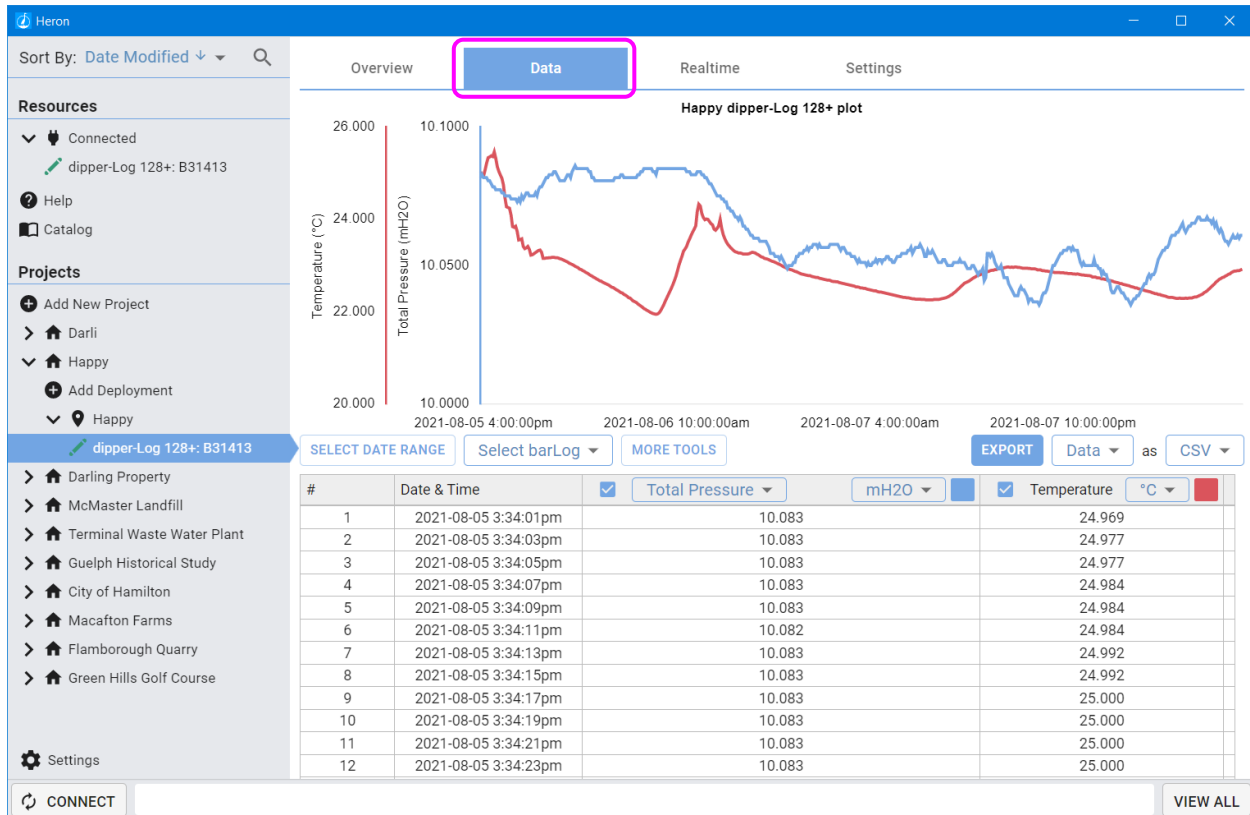 Heron
Sort By: Date Modified
Resources
Connected
dipper-Log 128+: B31413
Help
Catalog
Projects
Add New Project
Darli
Happy
Add Deployment
Happy
dipper-Log 128+: B31413
Darling Property
McMaster Landfill
Terminal Waste Water Plant
Guelph Historical Study
City of Hamilton
Macafton Farms
Flamborough Quarry
Green Hills Golf Course
Settings
Overview Data Realtime Settings
Happy dipper-Log 128+ plot
Temperature (°C)
26.000
24.000
22.000
20.000
Total Pressure (mH2O)
10.1000
10.0500
10.0000
2021-08-05 4:00:00pm 2021-08-06 10:00:00am 2021-08-07 4:00:00am 2021-08-07 10:00:00pm
SELECT DATE RANGE Select barLog MORE TOOLS EXPORT Data as CSV
# Date & Time Total Pressure mH2O Temperature °C
1 2021-08-05 3:34:01pm 10.083 24.969
2 2021-08-05 3:34:03pm 10.083 24.977
3 2021-08-05 3:34:05pm 10.083 24.977
4 2021-08-05 3:34:07pm 10.083 24.984
5 2021-08-05 3:34:09pm 10.083 24.984
6 2021-08-05 3:34:11pm 10.082 24.984
7 2021-08-05 3:34:13pm 10.083 24.992
8 2021-08-05 3:34:15pm 10.083 24.992
9 2021-08-05 3:34:17pm 10.083 25.000
10 2021-08-05 3:34:19pm 10.083 25.000
11 2021-08-05 3:34:21pm 10.083 25.000
12 2021-08-05 3:34:23pm 10.083 25.000
CONNECT VIEW ALL